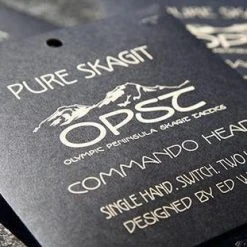 PURE SKAGIT
OPST
OLYMPIC PENINSULA SKAGIT TACTICS
COMMANDO HEAD
SINGLE HAND, SWITCH, TWO
DESIGNED BY ED